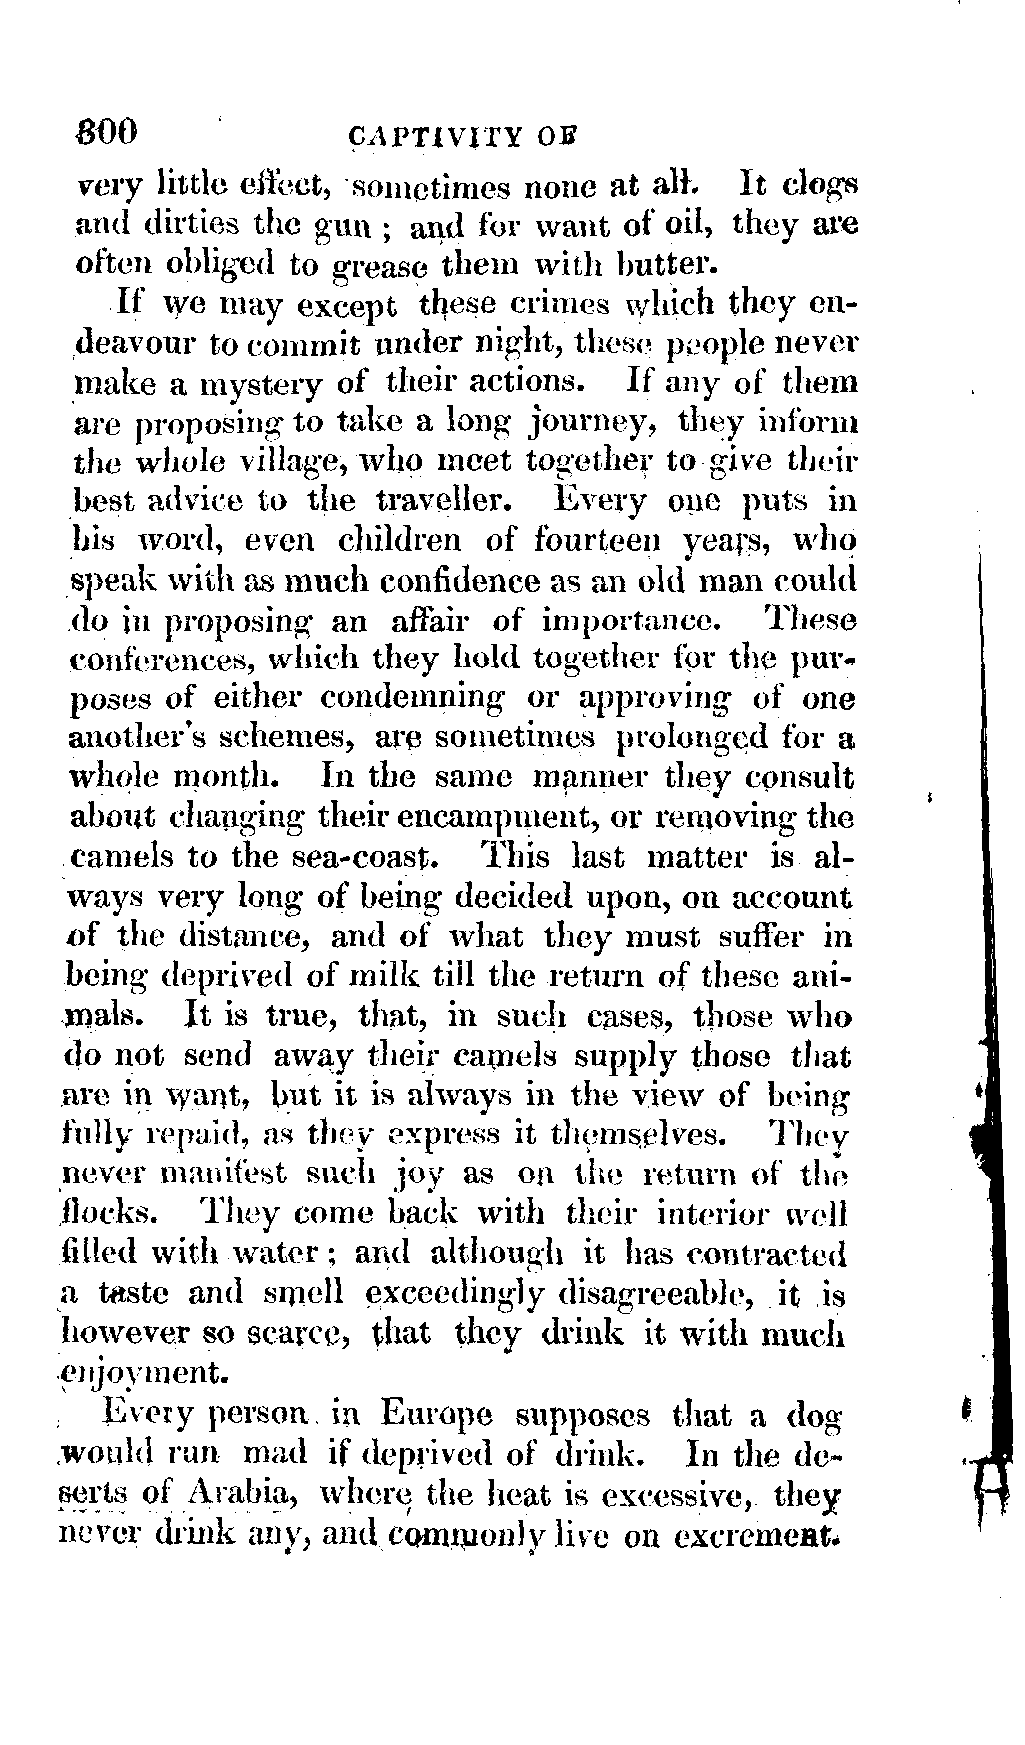 300 CAPTIVITY OF
very little effect, sometimes none at all. It clogs
and dirties the gun ; and for want of oil, they are
often obliged to grease them with butter.
If we may except these crimes which they en-
deavour to commit under night, these people never
make a mystery of their actions. If any of them
are proposing to take a long journey, they inform
the whole village, who meet together to give their
best advice to the traveller. Every one puts in
his word, even children of fourteen years, who
speak with as much confidence as an old man could
do in proposing an affair of importance. These
conferences, which they hold together for the pur-
poses of either condemning or approving of one
another's schemes, are sometimes prolonged for a
whole month. In the same manner they consult
about changing their encampment, or removing the
camels to the sea-coast. This last matter is al-
ways very long of being decided upon, on account
of the distance, and of what they must suffer in
being deprived of milk till the return of these ani-
mals. It is true, that, in such cases, those who
do not send away their camels supply those that
are in want, but it is always in the view of being
fully repaid, as they express it themselves. They
never manifest such joy as on the return of the
flocks. They come back with their interior well
filled with water ; and although it has contracted
a taste and smell exceedingly disagreeable, it is
however so scarce, that they drink it with much
enjoyment.
Every person in Europe supposes that a dog
would run mad if deprived of drink. In the de-
serts of Arabia, where the heat is excessive, they
never drink any, and commonly live on excrement.